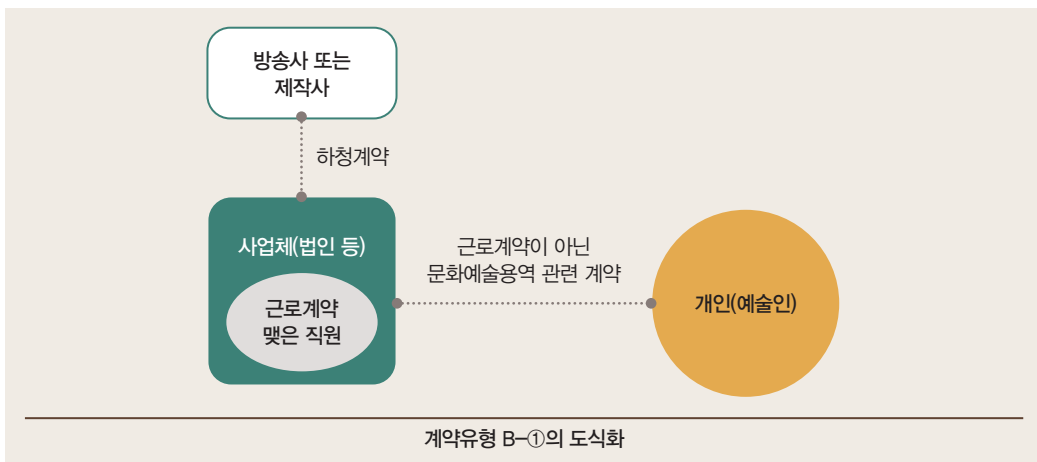 방송사 또는
제작사
하청계약
사업체(법인 등)
근로계약
맺은 직원
근로계약이 아닌
문화예술용역 관련 계약
개인(예술인)
계약유형 B-①의 도식화